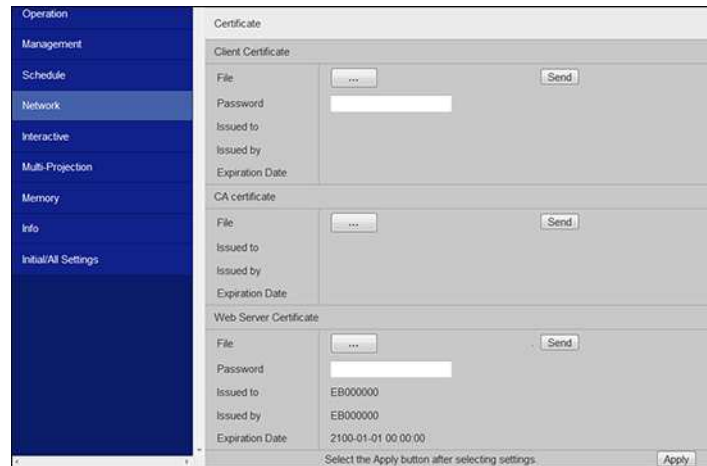 Operation
Management
Schedule
Network
Interactive
Multi-Projection
Memory
Info
Initial/All Settings
Certificate
Client Certificate
File ... Send
Password
Issued to
Issued by
Expiration Date
CA certificate
File ... Send
Issued to
Issued by
Expiration Date
Web Server Certificate
File ... Send
Password
Issued to EB000000
Issued by EB000000
Expiration Date 2100-01-01 00:00:00
Select the Apply button after selecting settings. Apply